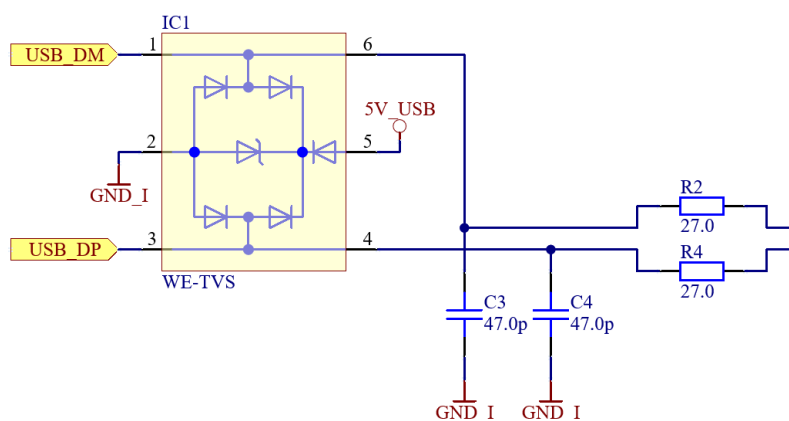 IC1
USB_DM
1
6
5V_USB
2
5
GND_I
R2
27.0
USB_DP
3
4
R4
27.0
WE-TVS
C3
47.0p
C4
47.0p
GND_I
GND_I